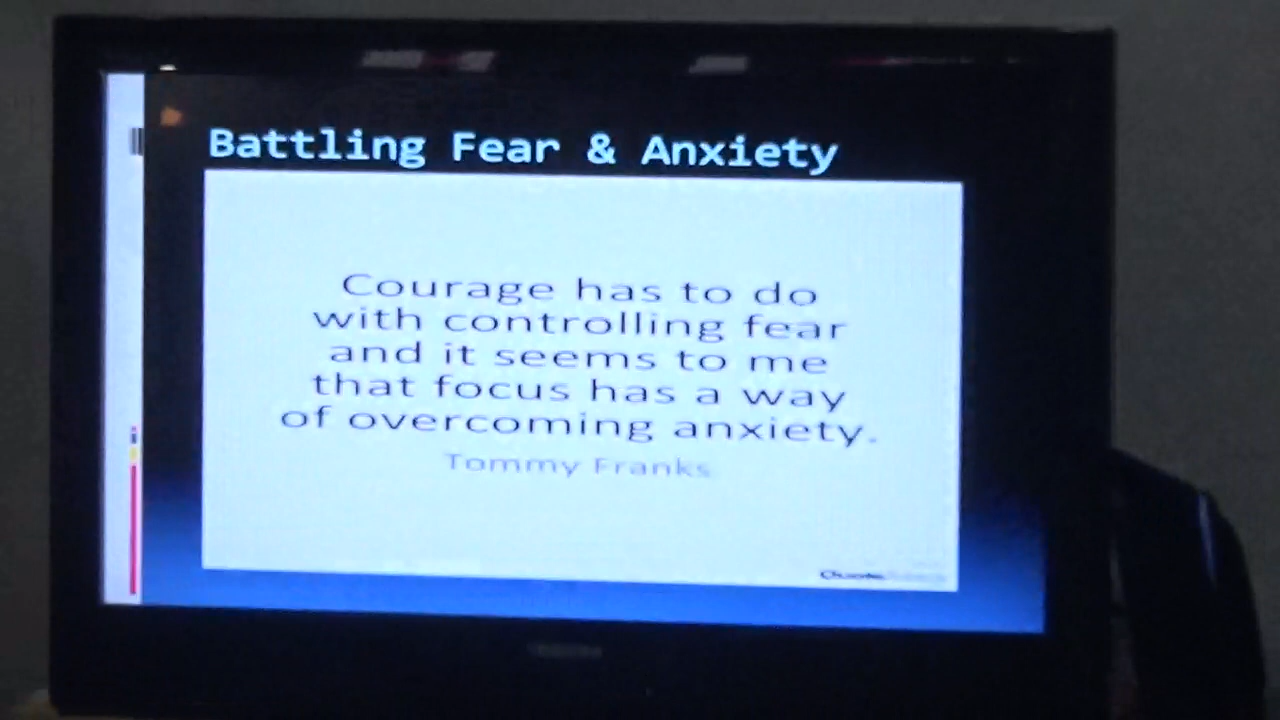 Battling Fear & Anxiety
Courage has to do
with controlling fear
and it seems to me
that focus has a way
of overcoming anxiety.
Tommy Franks